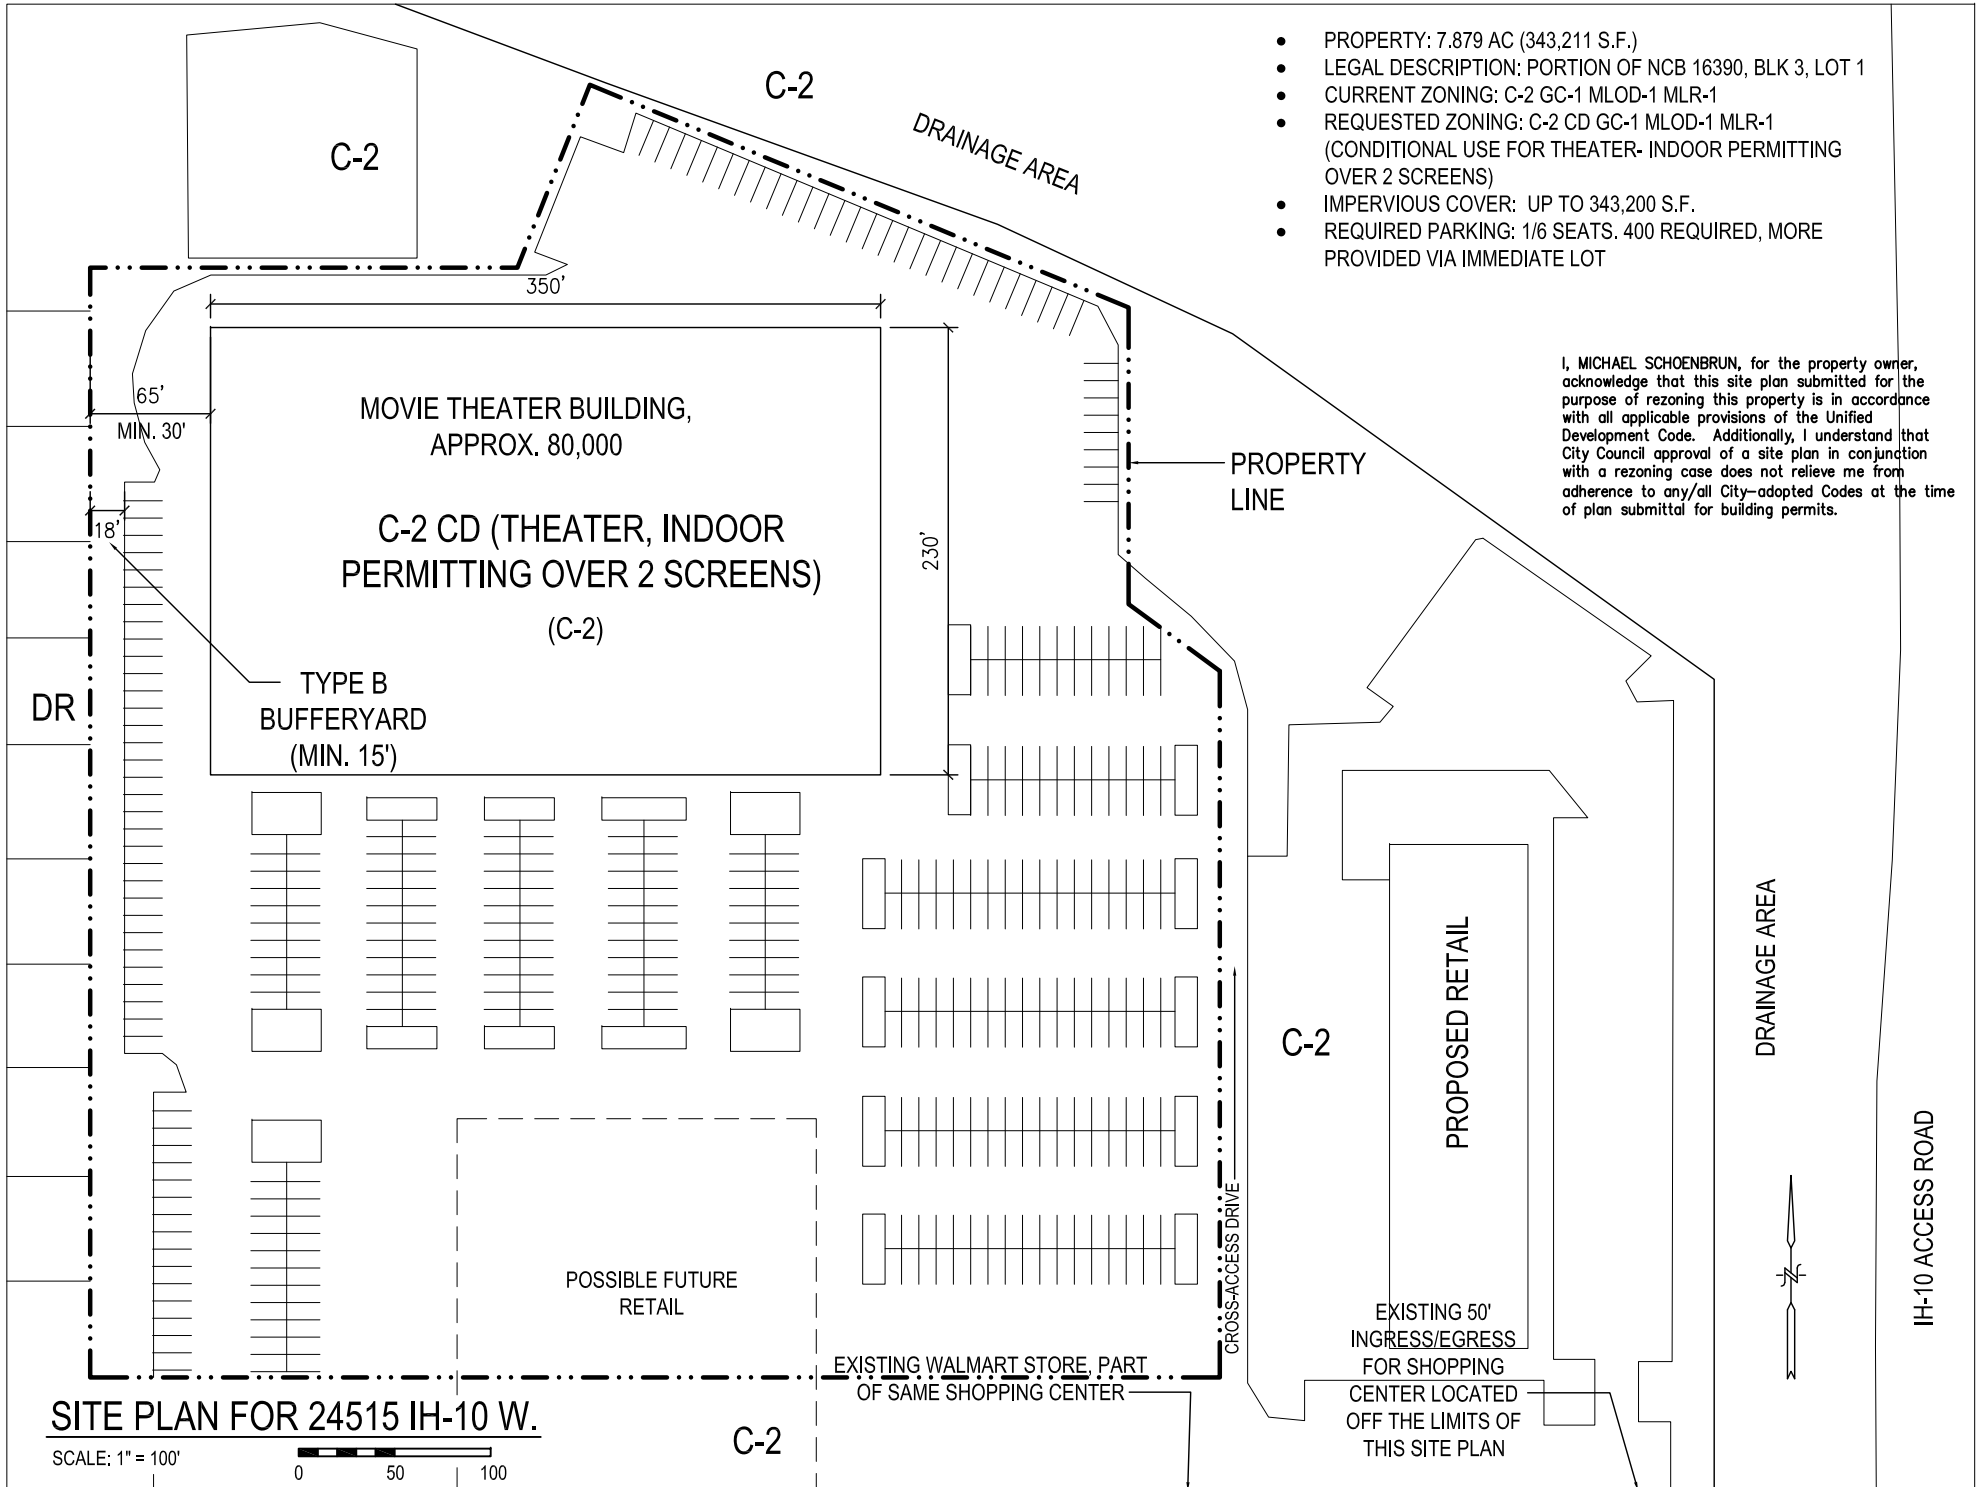 • PROPERTY: 7.879 AC (343,211 S.F.)
• LEGAL DESCRIPTION: PORTION OF NCB 16390, BLK 3, LOT 1
• CURRENT ZONING: C-2 GC-1 MLOD-1 MLR-1
• REQUESTED ZONING: C-2 CD GC-1 MLOD-1 MLR-1
(CONDITIONAL USE FOR THEATER- INDOOR PERMITTING
OVER 2 SCREENS)
• IMPERVIOUS COVER: UP TO 343,200 S.F.
• REQUIRED PARKING: 1/6 SEATS. 400 REQUIRED, MORE
PROVIDED VIA IMMEDIATE LOT
C-2
C-2
DRAINAGE AREA
350'
65'
MIN. 30'
18'
MOVIE THEATER BUILDING,
APPROX. 80,000
C-2 CD (THEATER, INDOOR
PERMITTING OVER 2 SCREENS)
(C-2)
230'
TYPE B
BUFFERYARD
(MIN. 15')
DR
PROPERTY
LINE
I, MICHAEL SCHOENBRUN, for the property owner,
acknowledge that this site plan submitted for the
purpose of rezoning this property is in accordance
with all applicable provisions of the Unified
Development Code. Additionally, I understand that
City Council approval of a site plan in conjunction
with a rezoning case does not relieve me from
adherence to any/all City-adopted Codes at the time
of plan submittal for building permits.
C-2
PROPOSED RETAIL
DRAINAGE AREA
IH-10 ACCESS ROAD
CROSS-ACCESS DRIVE
N
POSSIBLE FUTURE
RETAIL
EXISTING WALMART STORE, PART
OF SAME SHOPPING CENTER
EXISTING 50'
INGRESS/EGRESS
FOR SHOPPING
CENTER LOCATED
OFF THE LIMITS OF
THIS SITE PLAN
C-2
SITE PLAN FOR 24515 IH-10 W.
SCALE: 1" = 100'
0 50 100